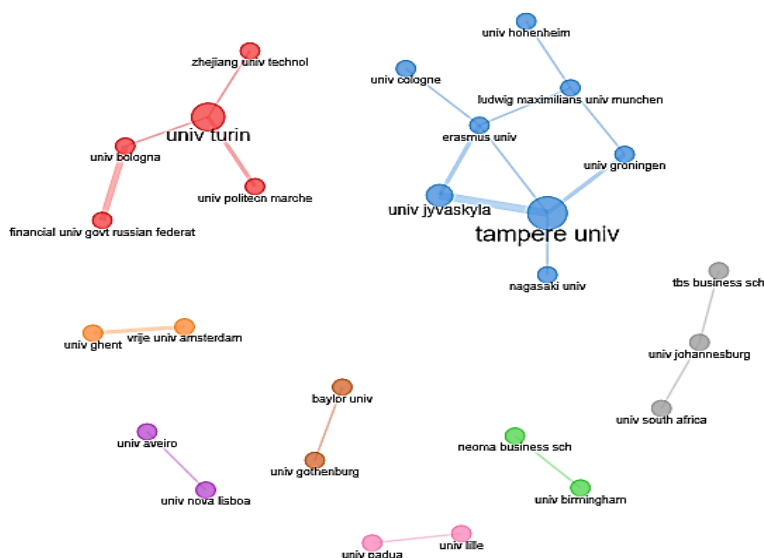 univ hohenheim
zhejiang univ technol
univ cologne
ludwig maximilians univ munchen
univ turin
erasmus univ
univ bologna
univ groningen
univ politecn marche
univ jyvaskyla
financial univ govt russian federat
tampere univ
nagasaki univ
tbs business sch
univ ghent
vrije univ amsterdam
univ johannesburg
baylor univ
univ south africa
univ aveiro
neoma business sch
univ gothenburg
univ nova lisboa
univ birmingham
univ padua
univ lille